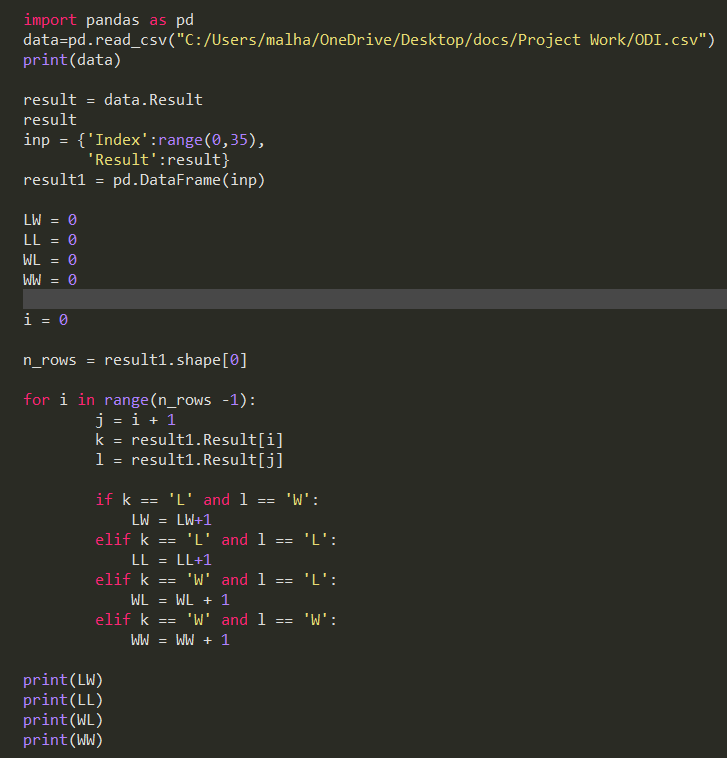 import pandas as pd
data=pd.read_csv("C:/Users/malha/OneDrive/Desktop/docs/Project Work/ODI.csv")
print(data)

result = data.Result
result
inp = {'Index':range(0,35),
       'Result':result}
result1 = pd.DataFrame(inp)

LW = 0
LL = 0
WL = 0
WW = 0

i = 0

n_rows = result1.shape[0]

for i in range(n_rows -1):
        j = i + 1
        k = result1.Result[i]
        l = result1.Result[j]

        if k == 'L' and l == 'W':
            LW = LW+1
        elif k == 'L' and l == 'L':
            LL = LL+1
        elif k == 'W' and l == 'L':
            WL = WL + 1
        elif k == 'W' and l == 'W':
            WW = WW + 1

print(LW)
print(LL)
print(WL)
print(WW)